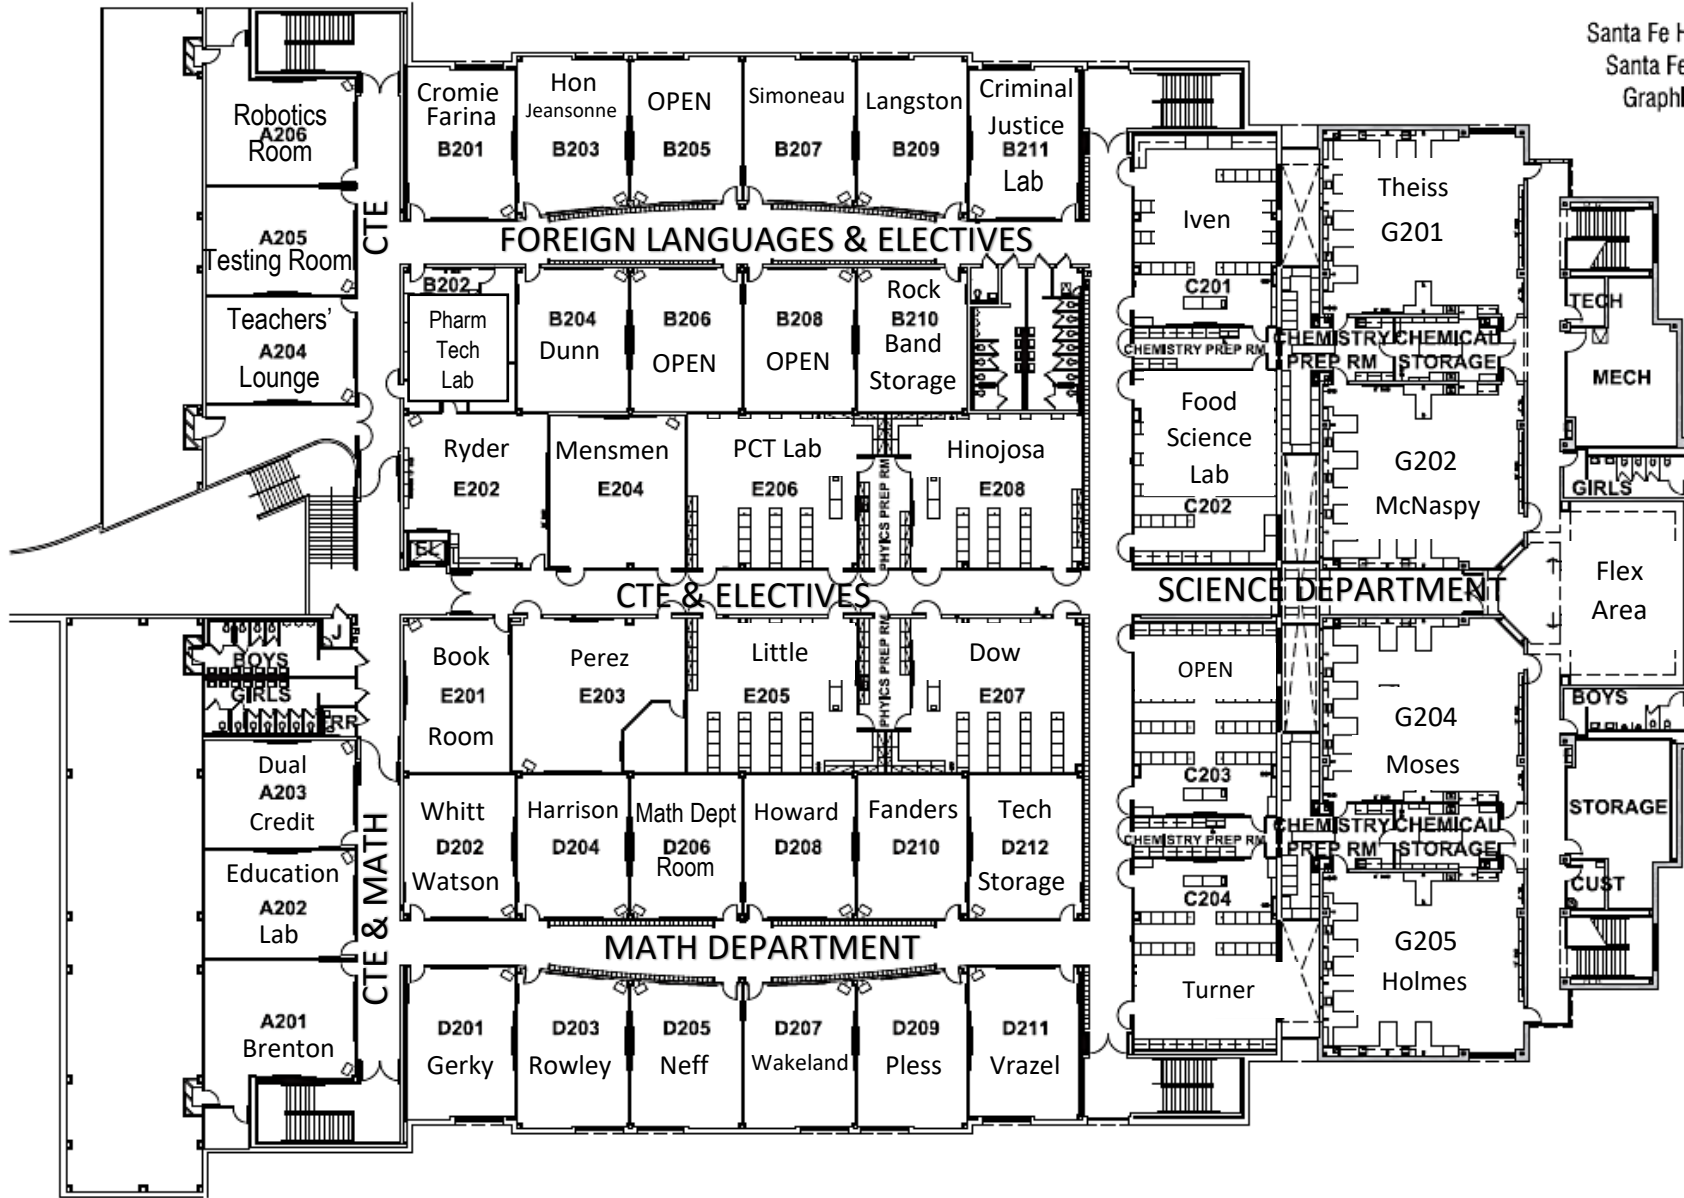 Santa Fe H
Santa Fe
Graphi
Robotics
A206
Room
A205
Testing Room
Teachers’
A204
Lounge
CTE
Cromie
Farina
B201
Hon
Jeansonne
B203
OPEN
B205
Simoneau
B207
Langston
B209
Criminal
Justice
B211
Lab
FOREIGN LANGUAGES & ELECTIVES
B202
Pharm
Tech
Lab
B204
Dunn
B206
OPEN
B208
OPEN
Rock
B210
Band
Storage
Iven
C201
CHEMISTRY PREP RM
Food
Science
Lab
C202
Theiss
G201
CHEMISTRY
PREP RM
CHEMICAL
STORAGE
G202
McNaspy
TECH
MECH
GIRLS
Ryder
E202
Mensmen
E204
PCT Lab
E206
PHYICS PREP RM
Hinojosa
E208
CTE & ELECTIVES
SCIENCE DEPARTMENT
Flex
Area
J
BOYS
GIRLS
RR
Book
E201
Room
Perez
E203
Little
E205
PHYICS PREP RM
Dow
E207
OPEN
C203
CHEMISTRY PREP RM
C204
Turner
G204
Moses
CHEMISTRY
PREP RM
CHEMICAL
STORAGE
G205
Holmes
BOYS
STORAGE
CUST
Dual
A203
Credit
Education
A202
Lab
A201
Brenton
CTE & MATH
Whitt
D202
Watson
Harrison
D204
Math Dept
D206
Room
Howard
D208
Fanders
D210
Tech
D212
Storage
MATH DEPARTMENT
D201
Gerky
D203
Rowley
D205
Neff
D207
Wakeland
D209
Pless
D211
Vrazel